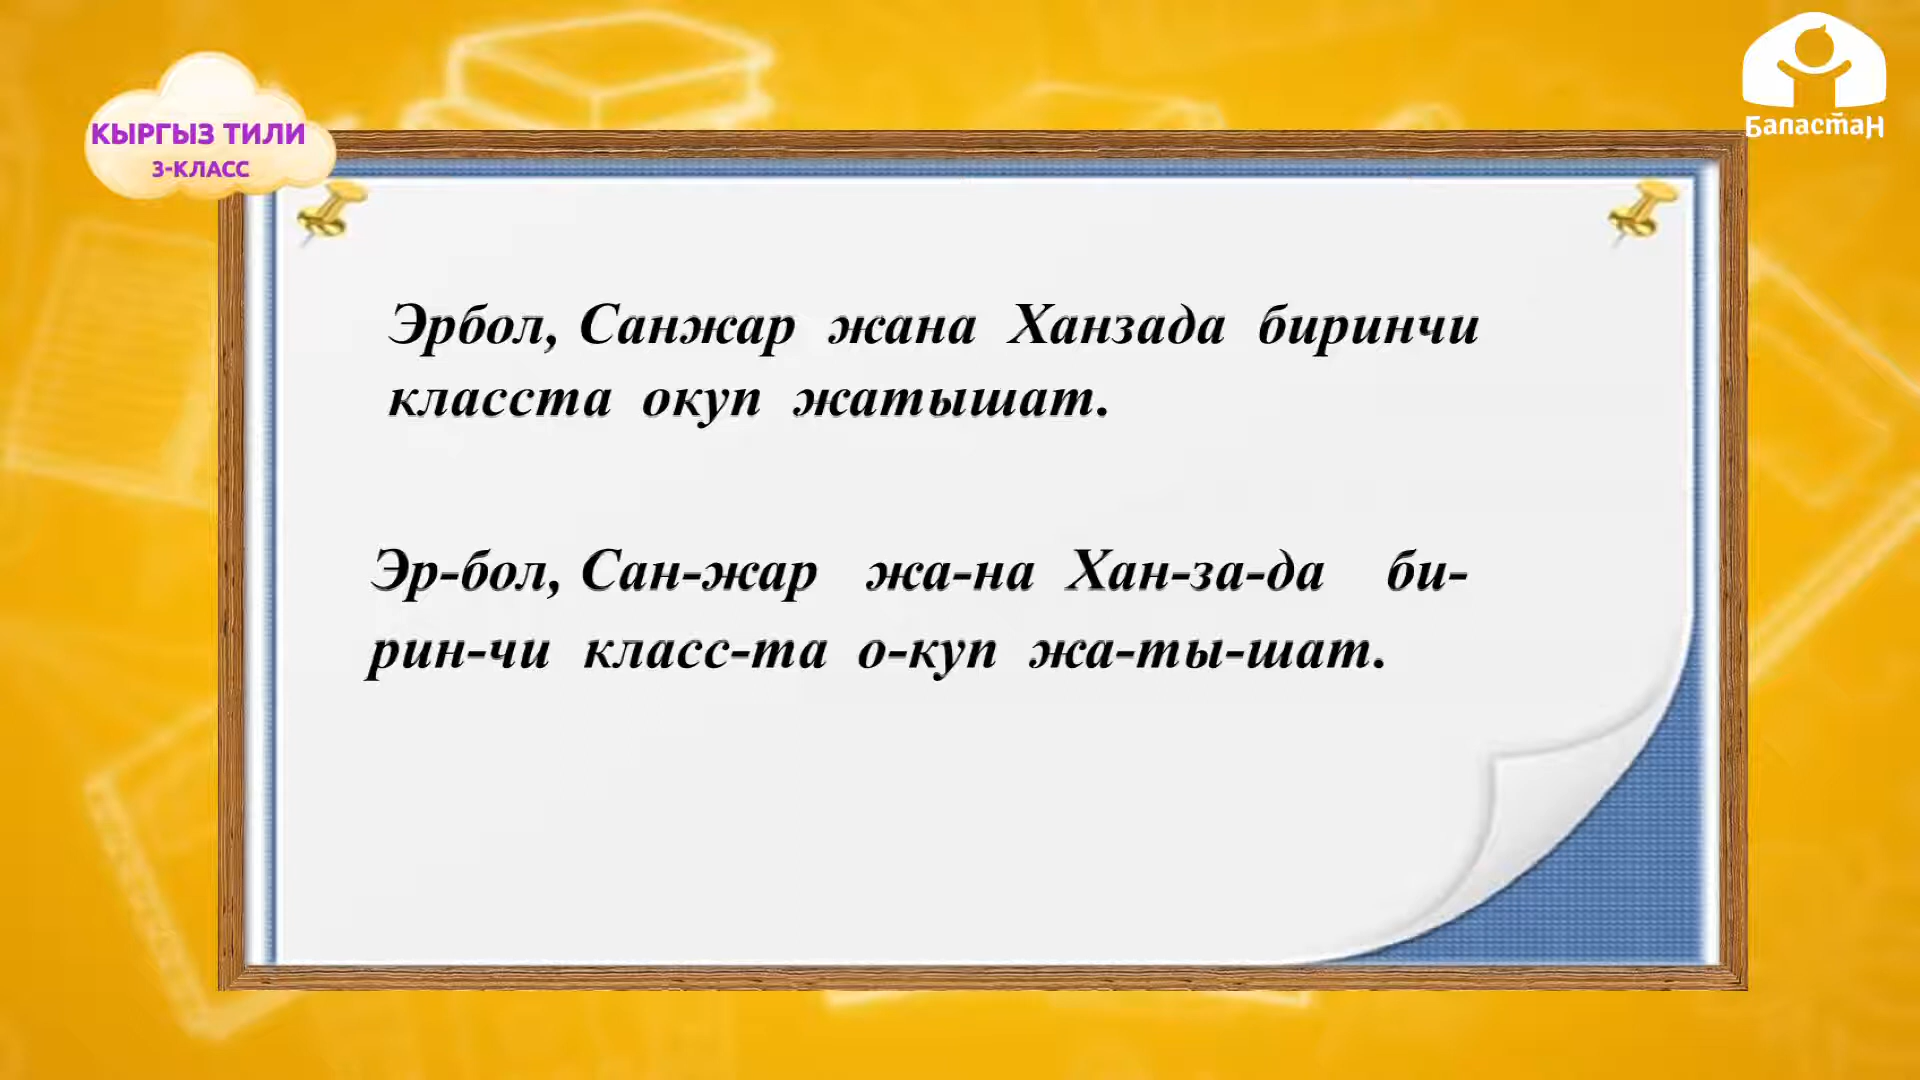 КЫРГЫЗ ТИЛИ
3-КЛАСС
Баластан
Эрбол, Санжар жана Ханзада биринчи
класста окуп жатышат.
Эр-бол, Сан-жар жа-на Хан-за-да би-
рин-чи класс-та о-куп жа-ты-шат.